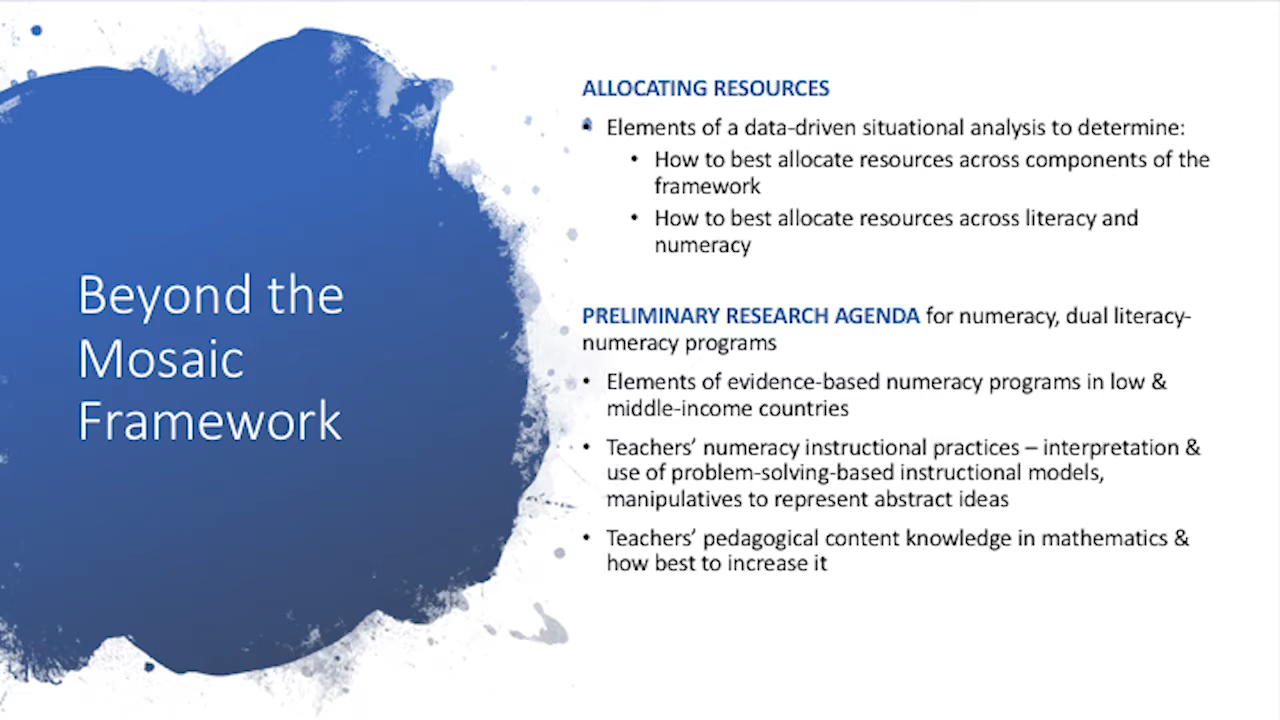 Beyond the
Mosaic
Framework
ALLOCATING RESOURCES
• Elements of a data-driven situational analysis to determine:
• How to best allocate resources across components of the
framework
• How to best allocate resources across literacy and
numeracy
PRELIMINARY RESEARCH AGENDA for numeracy, dual literacy-
numeracy programs
• Elements of evidence-based numeracy programs in low &
middle-income countries
• Teachers’ numeracy instructional practices – interpretation &
use of problem-solving-based instructional models,
manipulatives to represent abstract ideas
• Teachers’ pedagogical content knowledge in mathematics &
how best to increase it